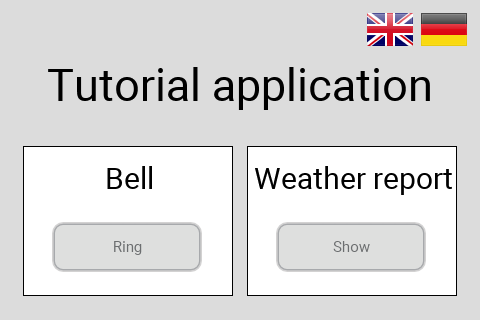 Tutorial application
Bell
Weather report
Ring
Show